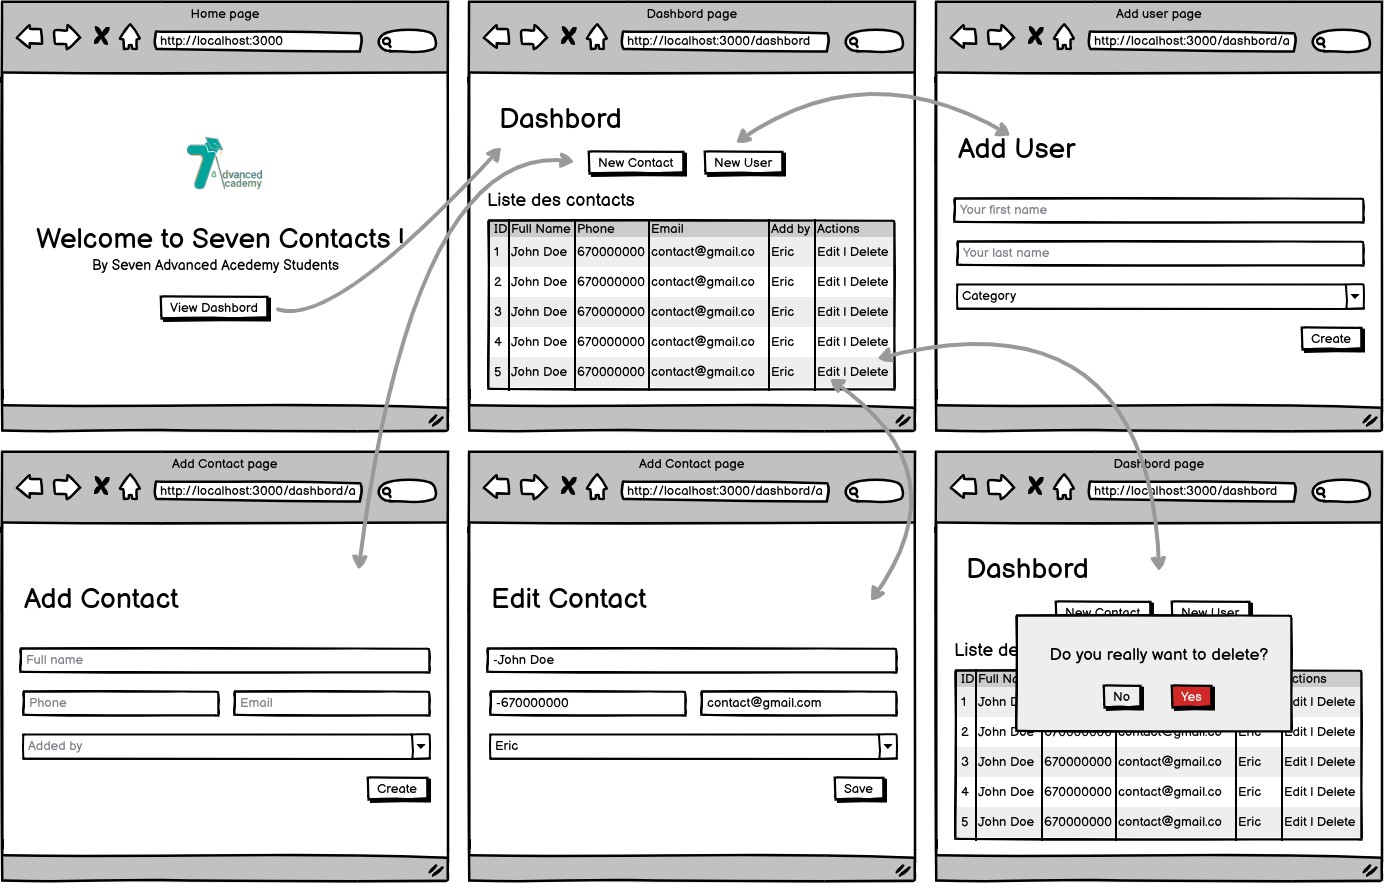 Home page
http://localhost:3000
7
Advanced
Academy
Welcome to Seven Contacts !
By Seven Advanced Acedemy Students
View Dashbord
Dashbord page
http://localhost:3000/dashbord
Dashbord
New Contact New User
Liste des contacts
ID Full Name Phone Email Add by Actions
1 John Doe 670000000 contact@gmail.co Eric Edit | Delete
2 John Doe 670000000 contact@gmail.co Eric Edit | Delete
3 John Doe 670000000 contact@gmail.co Eric Edit | Delete
4 John Doe 670000000 contact@gmail.co Eric Edit | Delete
5 John Doe 670000000 contact@gmail.co Eric Edit | Delete
Add user page
http://localhost:3000/dashbord/a
Add User
Your first name
Your last name
Category
Create
Add Contact page
http://localhost:3000/dashbord/a
Add Contact
Full name
Phone Email
Added by
Create
Add Contact page
http://localhost:3000/dashbord/a
Edit Contact
-John Doe
-670000000 contact@gmail.com
Eric
Save
Dashbord page
http://localhost:3000/dashbord
Dashbord
New Contact New User
Liste de
Do you really want to delete?
No Yes
ID Full Na ctions
1 John D dit | Delete
2 John Doe 670000000 contact@gmail.co Eric Edit | Delete
3 John Doe 670000000 contact@gmail.co Eric Edit | Delete
4 John Doe 670000000 contact@gmail.co Eric Edit | Delete
5 John Doe 670000000 contact@gmail.co Eric Edit | Delete